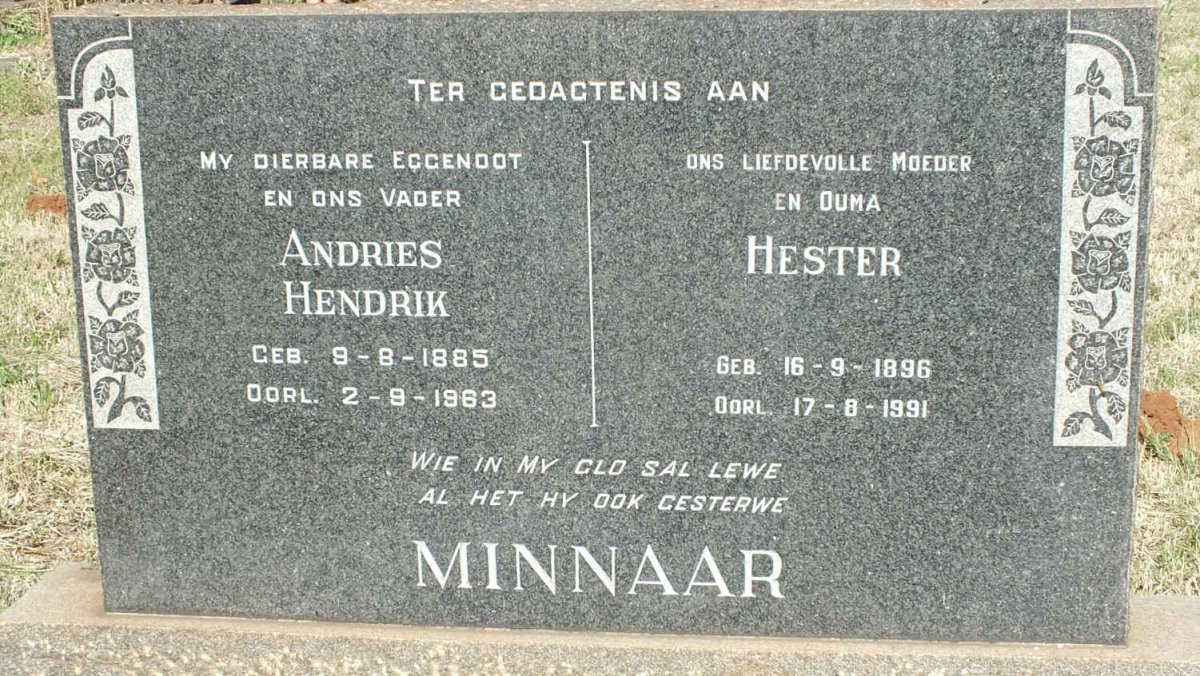 TER GEDAGTENIS AAN
MY DIERBARE EGGENOOT
EN ONS VADER
ANDRIES
HENDRIK
GEB. 9-8-1885
OORL. 2-9-1963
ONS LIEFDEVOLLE MOEDER
EN OUMA
HESTER
GEB. 16-9-1896
OORL. 17-8-1991
WIE IN MY GLO SAL LEWE
AL HET HY OOK GESTERWE
MINNAAR